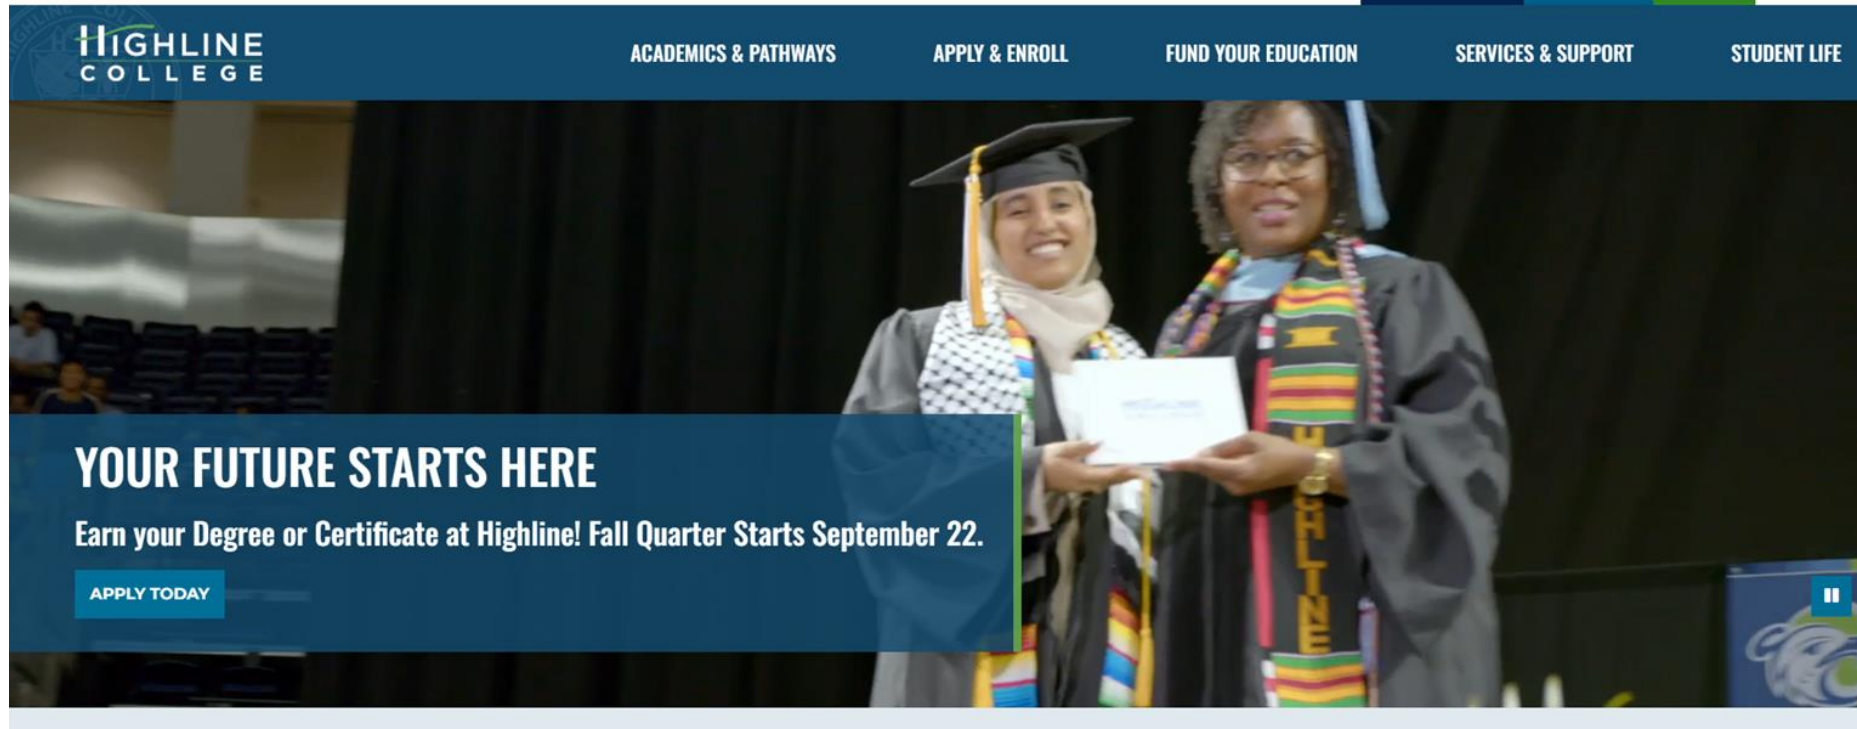 HIGHLINE
COLLEGE
ACADEMICS & PATHWAYS
APPLY & ENROLL
FUND YOUR EDUCATION
SERVICES & SUPPORT
STUDENT LIFE
HIGHLINE
YOUR FUTURE STARTS HERE
Earn your Degree or Certificate at Highline! Fall Quarter Starts September 22.
APPLY TODAY